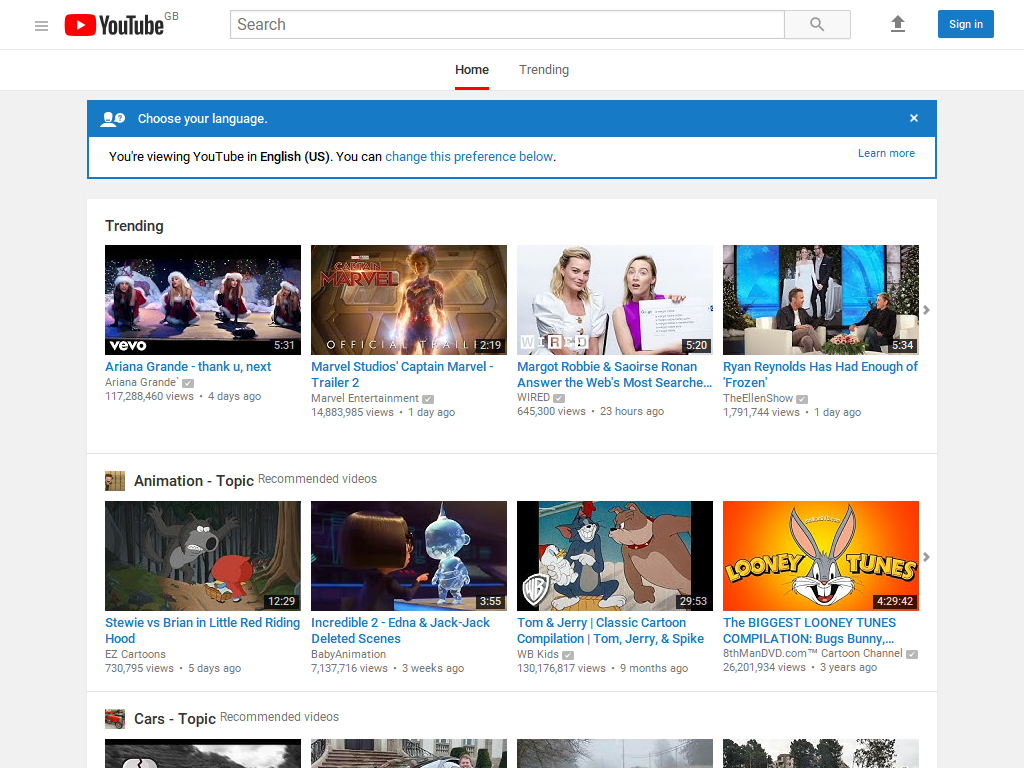 YouTube GB
Search
Sign in
Home
Trending
Choose your language.
×
You're viewing YouTube in English (US). You can change this preference below.
Learn more
Trending
CAPTAIN MARVEL
OFFICIAL TRAIL
WIRED
vevo
5:31
2:19
5:20
5:34
Ariana Grande - thank u, next
Ariana Grande`
117,288,460 views • 4 days ago
Marvel Studios' Captain Marvel - Trailer 2
Marvel Entertainment
14,883,985 views • 1 day ago
Margot Robbie & Saoirse Ronan
Answer the Web's Most Searche...
WIRED
645,300 views • 23 hours ago
Ryan Reynolds Has Had Enough of
'Frozen'
TheEllenShow
1,791,744 views • 1 day ago
Animation - Topic Recommended videos
12:29
3:55
WB
29:53
LOONEY TUNES
4:29:42
Stewie vs Brian in Little Red Riding
Hood
EZ Cartoons
730,795 views • 5 days ago
Incredible 2 - Edna & Jack-Jack
Deleted Scenes
BabyAnimation
7,137,716 views • 3 weeks ago
Tom & Jerry | Classic Cartoon
Compilation | Tom, Jerry, & Spike
WB Kids
130,176,817 views • 9 months ago
The BIGGEST LOONEY TUNES
COMPILATION: Bugs Bunny,...
8thManDVD.com™ Cartoon Channel
26,201,934 views • 3 years ago
Cars - Topic Recommended videos